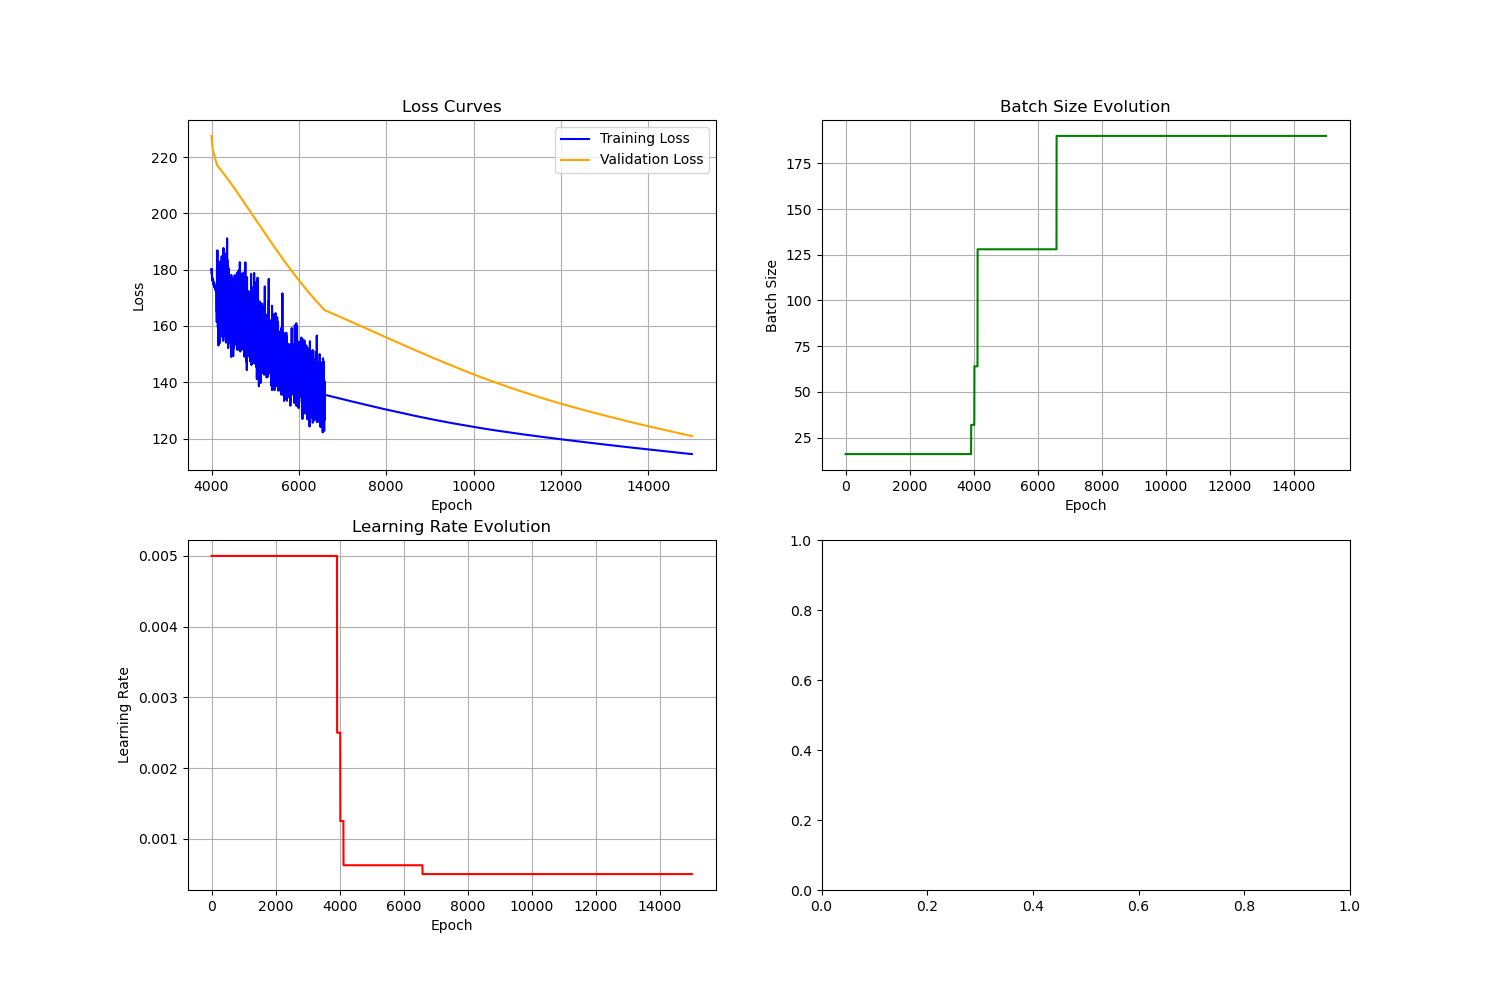 Loss Curves
Training Loss
Validation Loss
220
200
180
160
140
120
Loss
4000 6000 8000 10000 12000 14000
Epoch
Batch Size Evolution
175
150
125
100
75
50
25
Batch Size
0 2000 4000 6000 8000 10000 12000 14000
Epoch
Learning Rate Evolution
0.005
0.004
0.003
0.002
0.001
Learning Rate
0 2000 4000 6000 8000 10000 12000 14000
Epoch
1.0
0.8
0.6
0.4
0.2
0.0
0.0 0.2 0.4 0.6 0.8 1.0